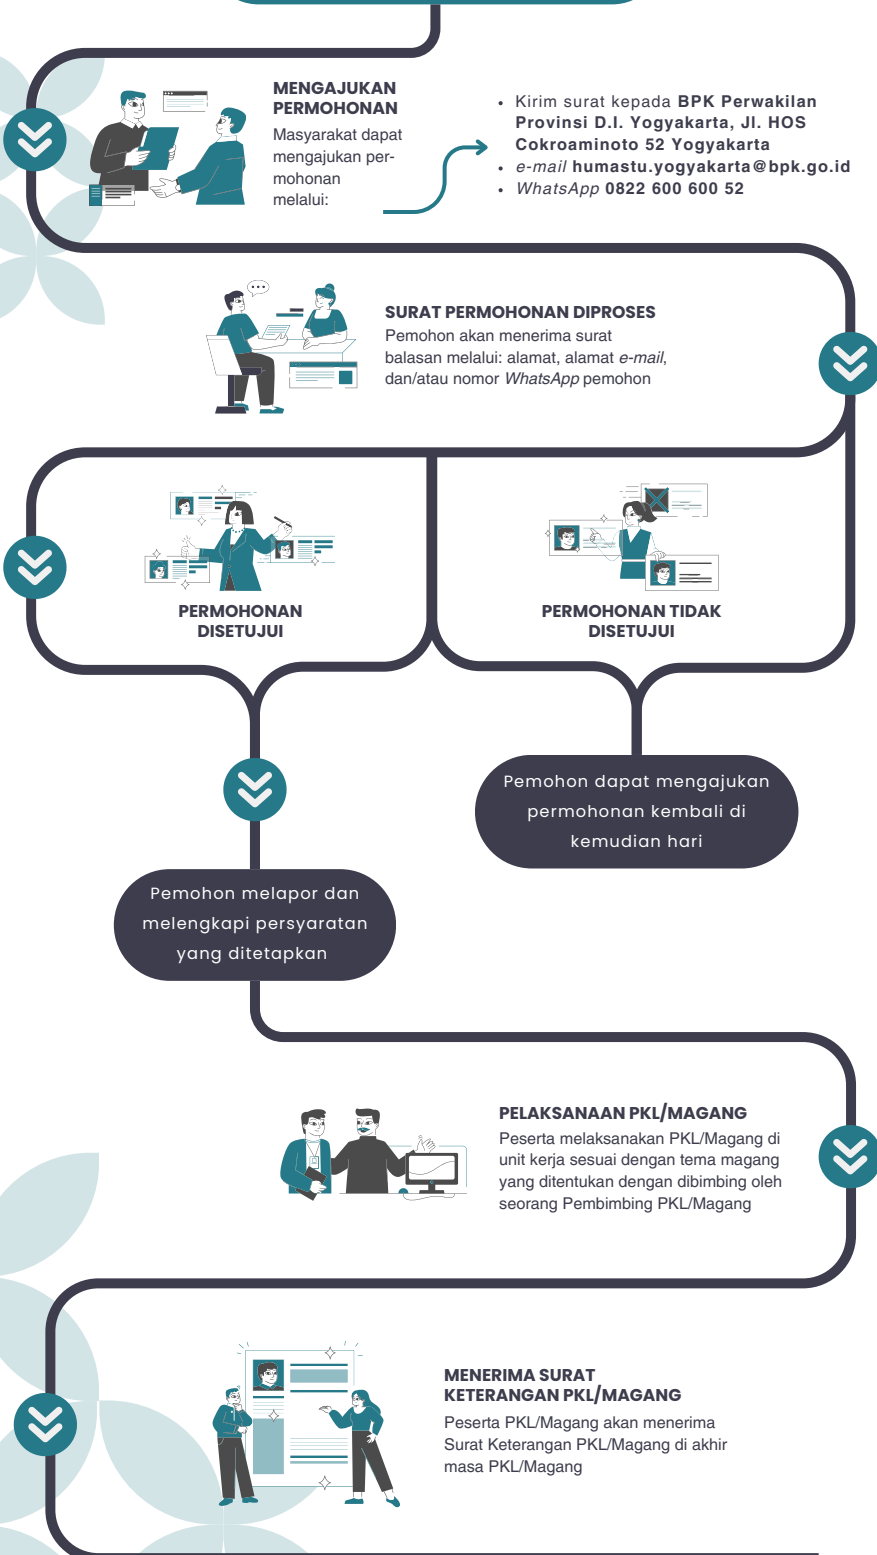 MENGAJUKAN
PERMOHONAN
Masyarakat dapat
mengajukan per-
mohonan
melalui:
• Kirim surat kepada BPK Perwakilan
Provinsi D.I. Yogyakarta, Jl. HOS
Cokroaminoto 52 Yogyakarta
• e-mail humastu.yogyakarta@bpk.go.id
• WhatsApp 0822 600 600 52
SURAT PERMOHONAN DIPROSES
Pemohon akan menerima surat
balasan melalui: alamat, alamat e-mail,
dan/atau nomor WhatsApp pemohon
PERMOHONAN
DISETUJUI
PERMOHONAN TIDAK
DISETUJUI
Pemohon dapat mengajukan
permohonan kembali di
kemudian hari
Pemohon melapor dan
melengkapi persyaratan
yang ditetapkan
PELAKSANAAN PKL/MAGANG
Peserta melaksanakan PKL/Magang di
unit kerja sesuai dengan tema magang
yang ditentukan dengan dibimbing oleh
seorang Pembimbing PKL/Magang
MENERIMA SURAT
KETERANGAN PKL/MAGANG
Peserta PKL/Magang akan menerima
Surat Keterangan PKL/Magang di akhir
masa PKL/Magang